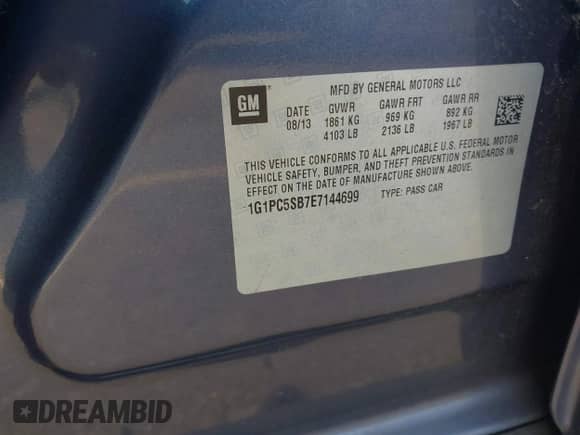 MFD BY GENERAL MOTORS LLC
GM
DATE GVWR GAWR FRT GAWR RR
08/13 1861 KG 969 KG 892 KG
4103 LB 2136 LB 1967 LB
THIS VEHICLE CONFORMS TO ALL APPLICABLE U.S. FEDERAL MOTOR
VEHICLE SAFETY, BUMPER, AND THEFT PREVENTION STANDARDS IN
EFFECT ON THE DATE OF MANUFACTURE SHOWN ABOVE.
1G1PC5SB7E7144699 TYPE: PASS CAR
DREAMBID